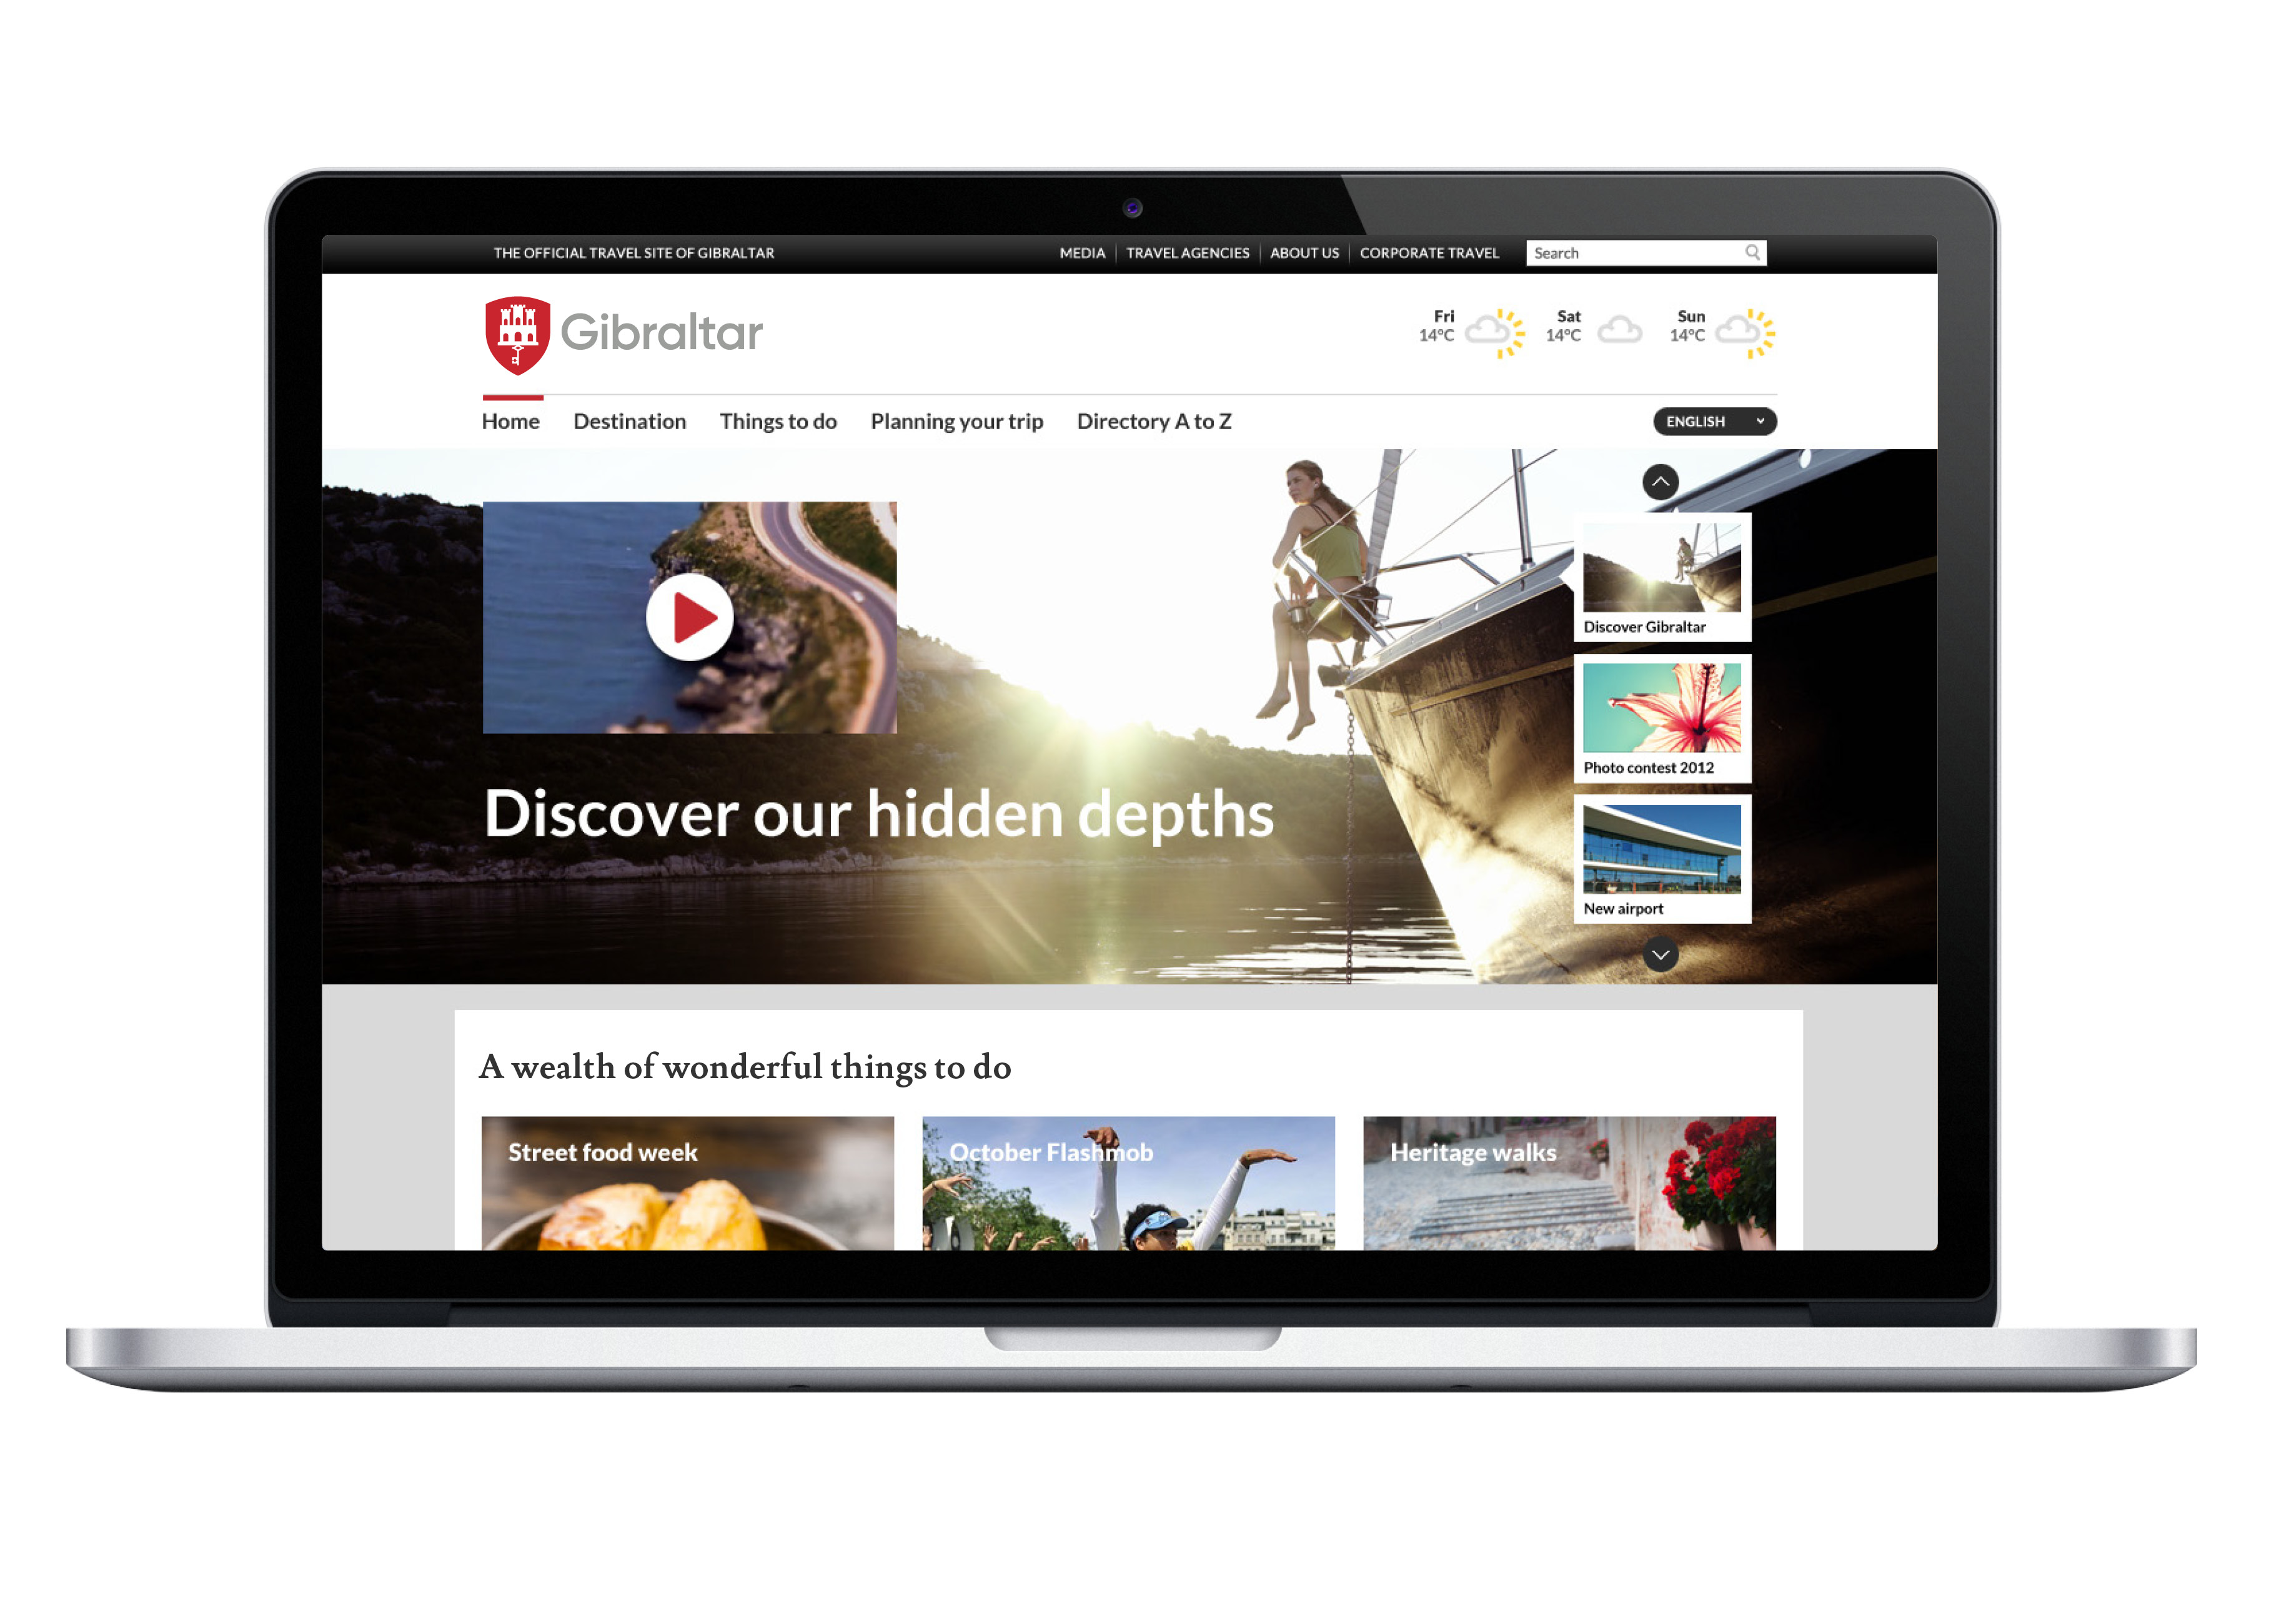 THE OFFICIAL TRAVEL SITE OF GIBRALTAR
MEDIA
TRAVEL AGENCIES
ABOUT US
CORPORATE TRAVEL
Search
Gibraltar
Fri
14°C
Sat
14°C
Sun
14°C
Home
Destination
Things to do
Planning your trip
Directory A to Z
ENGLISH
Discover our hidden depths
Discover Gibraltar
Photo contest 2012
New airport
A wealth of wonderful things to do
Street food week
October Flashmob
Heritage walks